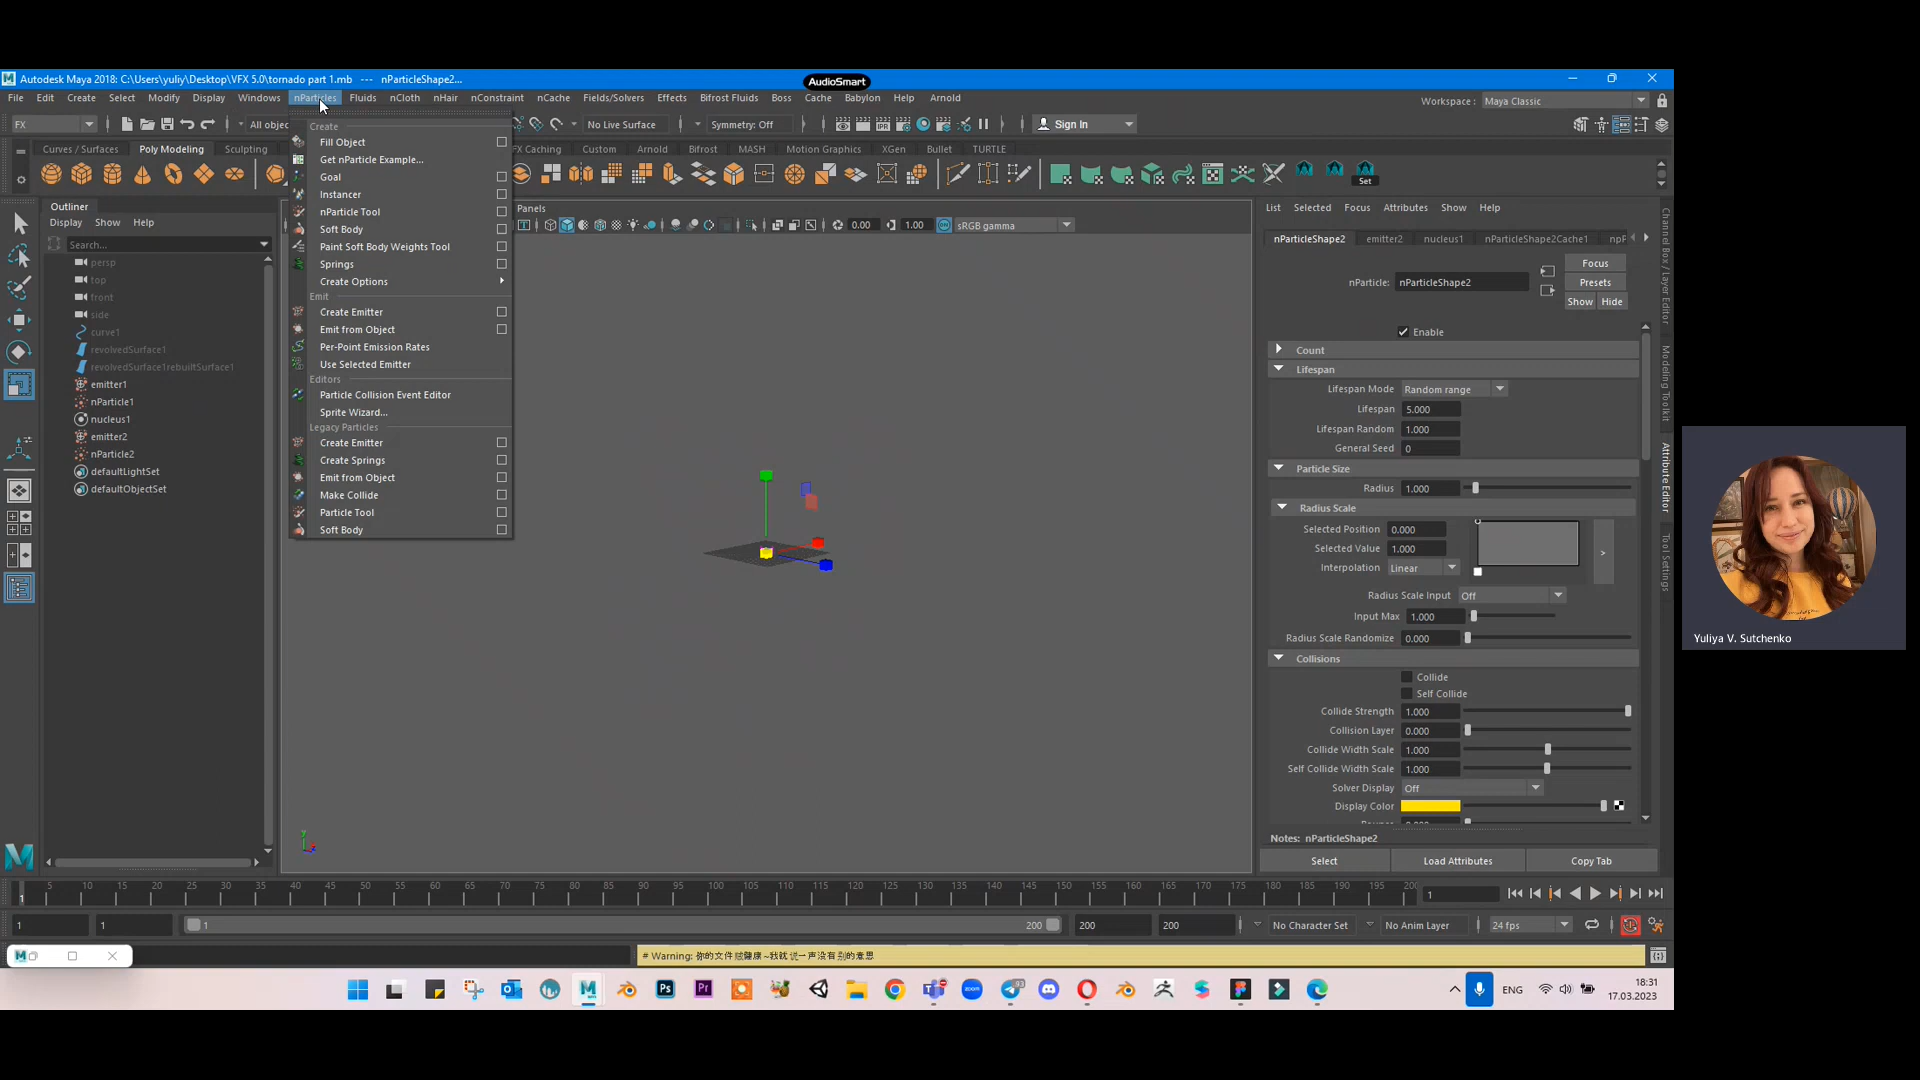 AudioSmart
Autodesk Maya 2018: C:\Users\yuliy\Desktop\VFX 5.0\tornado part 1.mb --- nParticleShape2...
File Edit Create Select Modify Display Windows nParticles Fluids nCloth nHair nConstraint nCache Fields/Solvers Effects Bifrost Fluids Boss Cache Babylon Help Arnold
Workspace : Maya Classic
FX All objec No Live Surface Symmetry: Off Sign In
Curves / Surfaces Poly Modeling Sculpting FX Caching Custom Arnold Bifrost MASH Motion Graphics XGen Bullet TURTLE
Set
Outliner
Display Show Help
Search...
persp
top
front
side
curve1
revolvedSurface1
revolvedSurface1rebuiltSurface1
emitter1
nParticle1
nucleus1
emitter2
nParticle2
defaultLightSet
defaultObjectSet
Create
Fill Object
Get nParticle Example...
Goal
Instancer
nParticle Tool
Soft Body
Paint Soft Body Weights Tool
Springs
Create Options
Emit
Create Emitter
Emit from Object
Per-Point Emission Rates
Use Selected Emitter
Editors
Particle Collision Event Editor
Sprite Wizard...
Legacy Particles
Create Emitter
Create Springs
Emit from Object
Make Collide
Particle Tool
Soft Body
Panels
0.00 1.00 sRGB gamma
List Selected Focus Attributes Show Help
nParticleShape2 emitter2 nucleus1 nParticleShape2Cache1
nParticle: nParticleShape2
Focus
Presets
Show Hide
Enable
Count
Lifespan
Lifespan Mode Random range
Lifespan 5.000
Lifespan Random 1.000
General Seed 0
Particle Size
Radius 1.000
Radius Scale
Selected Position 0.000
Selected Value 1.000
Interpolation Linear
>
Radius Scale Input Off
Input Max 1.000
Radius Scale Randomize 0.000
Collisions
Collide
Self Collide
Collide Strength 1.000
Collision Layer 0.000
Collide Width Scale 1.000
Self Collide Width Scale 1.000
Solver Display Off
Display Color
Notes: nParticleShape2
Select Load Attributes Copy Tab
Channel Box / Layer Editor
Modeling Toolkit
Attribute Editor
Tool Settings
Yuliya V. Sutchenko
5 10 15 20 25 30 35 40 45 50 55 60 65 70 75 80 85 90 95 100 105 110 115 120 125 130 135 140 145 150 155 160 165 170 175 180 185 190 195 1
1
1 1 1 200 200 200 No Character Set No Anim Layer 24 fps
# Warning: 你的文件贼健康~我就说一声没有别的意思
ENG
18:31
17.03.2023